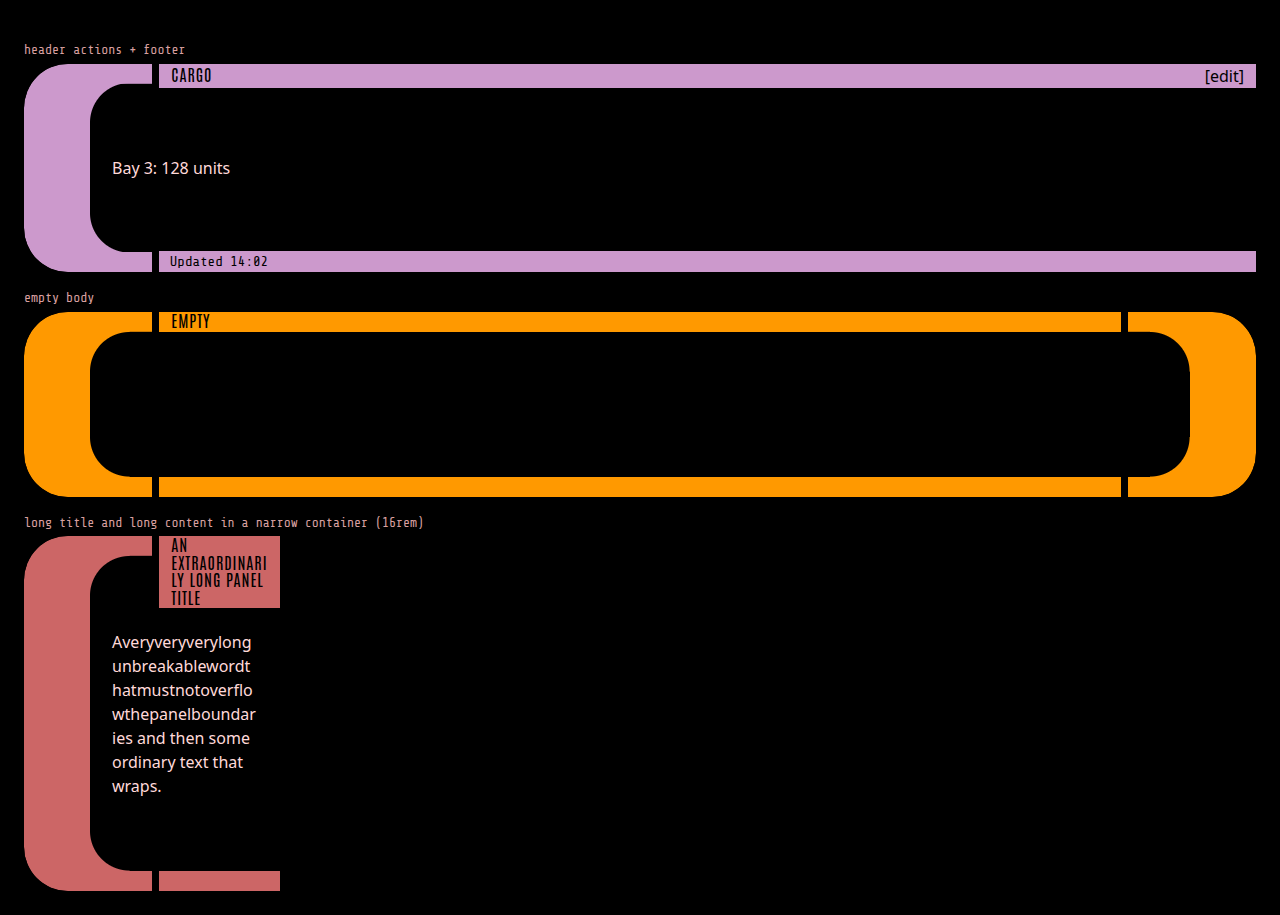 header actions + footer
CARGO
[edit]
Bay 3: 128 units
Updated 14:02
empty body
EMPTY
long title and long content in a narrow container (16rem)
AN
EXTRAORDINARI
LY LONG PANEL
TITLE
Averyveryverylong
unbreakablewordt
hatmustnotoverflo
wthepanelboundar
ies and then some
ordinary text that
wraps.